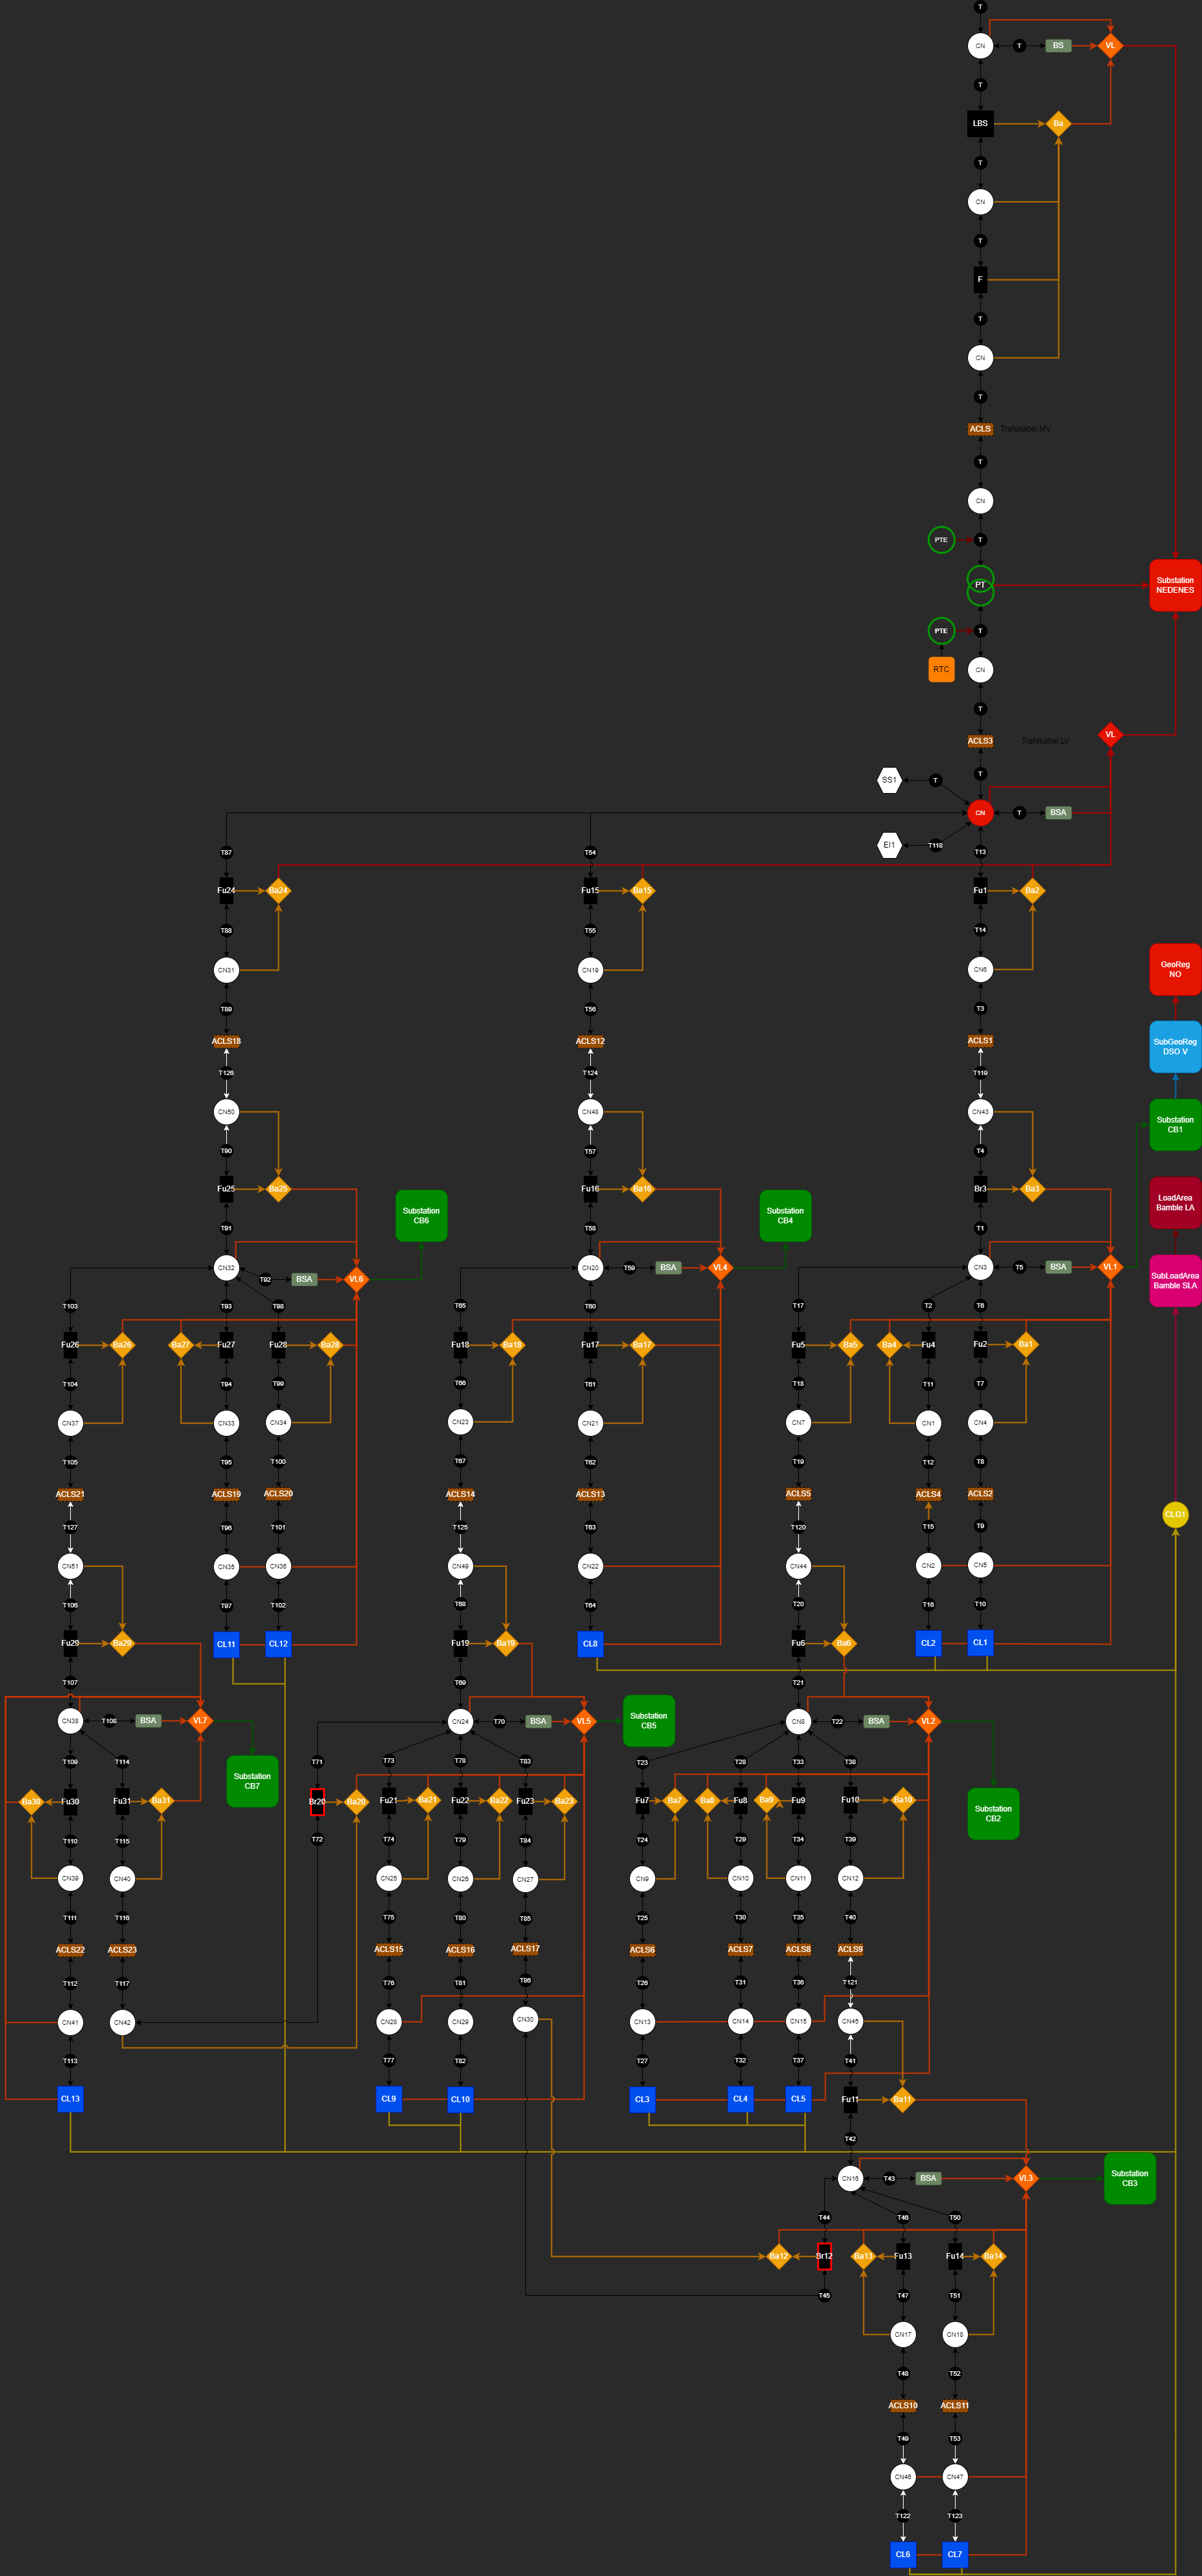 T
CN
T
BS
VL
T
LBS
Ba
T
CN
T
F
T
CN
T
ACLS
Trafokabel MV
T
CN
PTE
T
PT
Substation
NEDENES
PTE
T
RTC
CN
T
ACLS3
Trafokabel LV
VL
T
SS1
T
CN
T
BSA
EI1
T118
T87
T54
T13
Fu24
Ba24
Fu15
Ba15
Fu1
Ba2
T88
T55
T14
CN31
CN19
CN6
GeoReg
NO
T89
T56
T3
ACLS18
ACLS12
ACLS1
SubGeoReg
DSO V
T126
T124
T119
CN50
CN48
CN43
Substation
CB1
T90
T57
T4
Fu25
Ba25
Fu16
Ba16
Br3
Ba3
LoadArea
Bamble LA
Substation
CB6
Substation
CB4
T91
T58
T1
CN32
T92
BSA
VL6
CN20
T59
BSA
VL4
CN3
T5
BSA
VL1
SubLoadArea
Bamble SLA
T103
T93
T98
T65
T60
T17
T2
T6
Fu26
Ba26
Ba27
Fu27
Fu28
Ba28
Fu18
Ba18
Fu17
Ba17
Fu5
Ba5
Ba4
Fu4
Fu2
Ba1
T104
T94
T99
T66
T61
T18
T11
T7
CN37
CN33
CN34
CN23
CN21
CN7
CN1
CN4
T105
T95
T100
T67
T62
T19
T12
T8
ACLS21
ACLS19
ACLS20
ACLS14
ACLS13
ACLS5
ACLS4
ACLS2
CLG1
T127
T96
T101
T125
T63
T120
T15
T9
CN51
CN35
CN36
CN49
CN22
CN44
CN2
CN5
T106
T97
T102
T68
T64
T20
T16
T10
Fu29
Ba29
CL11
CL12
Fu19
Ba19
CL8
Fu6
Ba6
CL2
CL1
T107
T69
T21
CN38
T108
BSA
VL7
CN24
T70
BSA
VL5
Substation
CB5
CN8
T22
BSA
VL2
T109
T114
Substation
CB7
T71
T73
T78
T83
T23
T28
T33
T38
Ba30
Fu30
Fu31
Ba31
Br20
Ba20
Fu21
Ba21
Fu22
Ba22
Fu23
Ba23
Fu7
Ba7
Ba8
Fu8
Ba9
Fu9
Fu10
Ba10
Substation
CB2
T110
T115
T72
T74
T79
T84
T24
T29
T34
T39
CN39
CN40
CN25
CN26
CN27
CN9
CN10
CN11
CN12
T111
T116
T75
T80
T85
T25
T30
T35
T40
ACLS22
ACLS23
ACLS15
ACLS16
ACLS17
ACLS6
ACLS7
ACLS8
ACLS9
T112
T117
T76
T81
T86
T26
T31
T36
T121
CN41
CN42
CN28
CN29
CN30
CN13
CN14
CN15
CN45
T113
T77
T82
T27
T32
T37
T41
CL13
CL9
CL10
CL3
CL4
CL5
Fu11
Ba11
T42
CN16
T43
BSA
VL3
Substation
CB3
T44
T46
T50
Ba12
Br12
Ba13
Fu13
Fu14
Ba14
T45
T47
T51
CN17
CN18
T48
T52
ACLS10
ACLS11
T49
T53
CN46
CN47
T122
T123
CL6
CL7